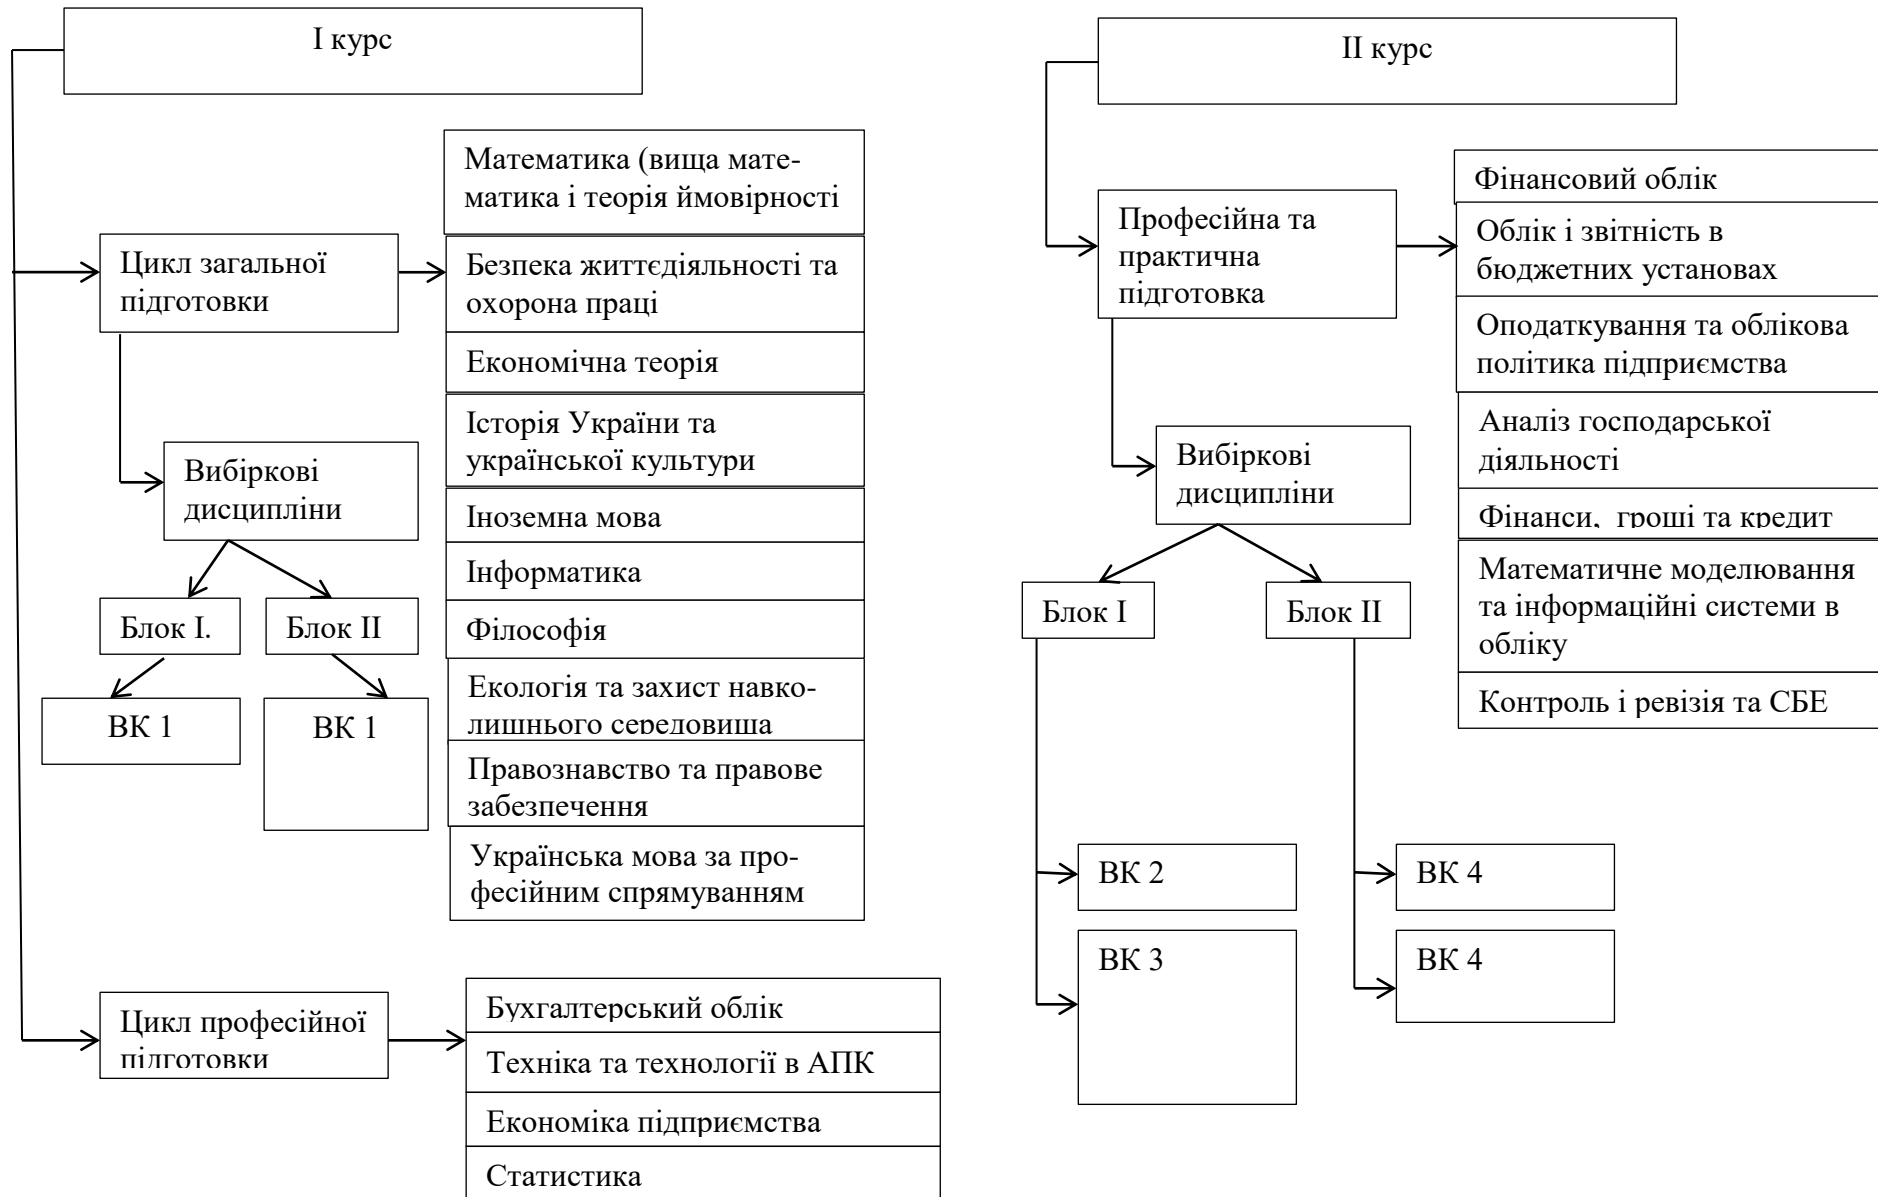 І курс
Математика (вища мате-
матика і теорія ймовірності
Цикл загальної
підготовки
Безпека життєдіяльності та
охорона праці
Економічна теорія
Історія України та
української культури
Вибіркові
дисципліни
Іноземна мова
Інформатика
Блок І.
Блок ІІ
Філософія
Екологія та захист навко-
лишнього середовища
ВК 1
ВК 1
Правознавство та правове
забезпечення
Українська мова за про-
фесійним спрямуванням
Цикл професійної
підготовки
Бухгалтерський облік
Техніка та технології в АПК
Економіка підприємства
Статистика
ІІ курс
Фінансовий облік
Професійна та
практична
підготовка
Облік і звітність в
бюджетних установах
Оподаткування та облікова
політика підприємства
Аналіз господарської
діяльності
Вибіркові
дисципліни
Фінанси, гроші та кредит
Математичне моделювання
та інформаційні системи в
обліку
Блок І
Блок ІІ
Контроль і ревізія та СБЕ
ВК 2
ВК 4
ВК 3
ВК 4